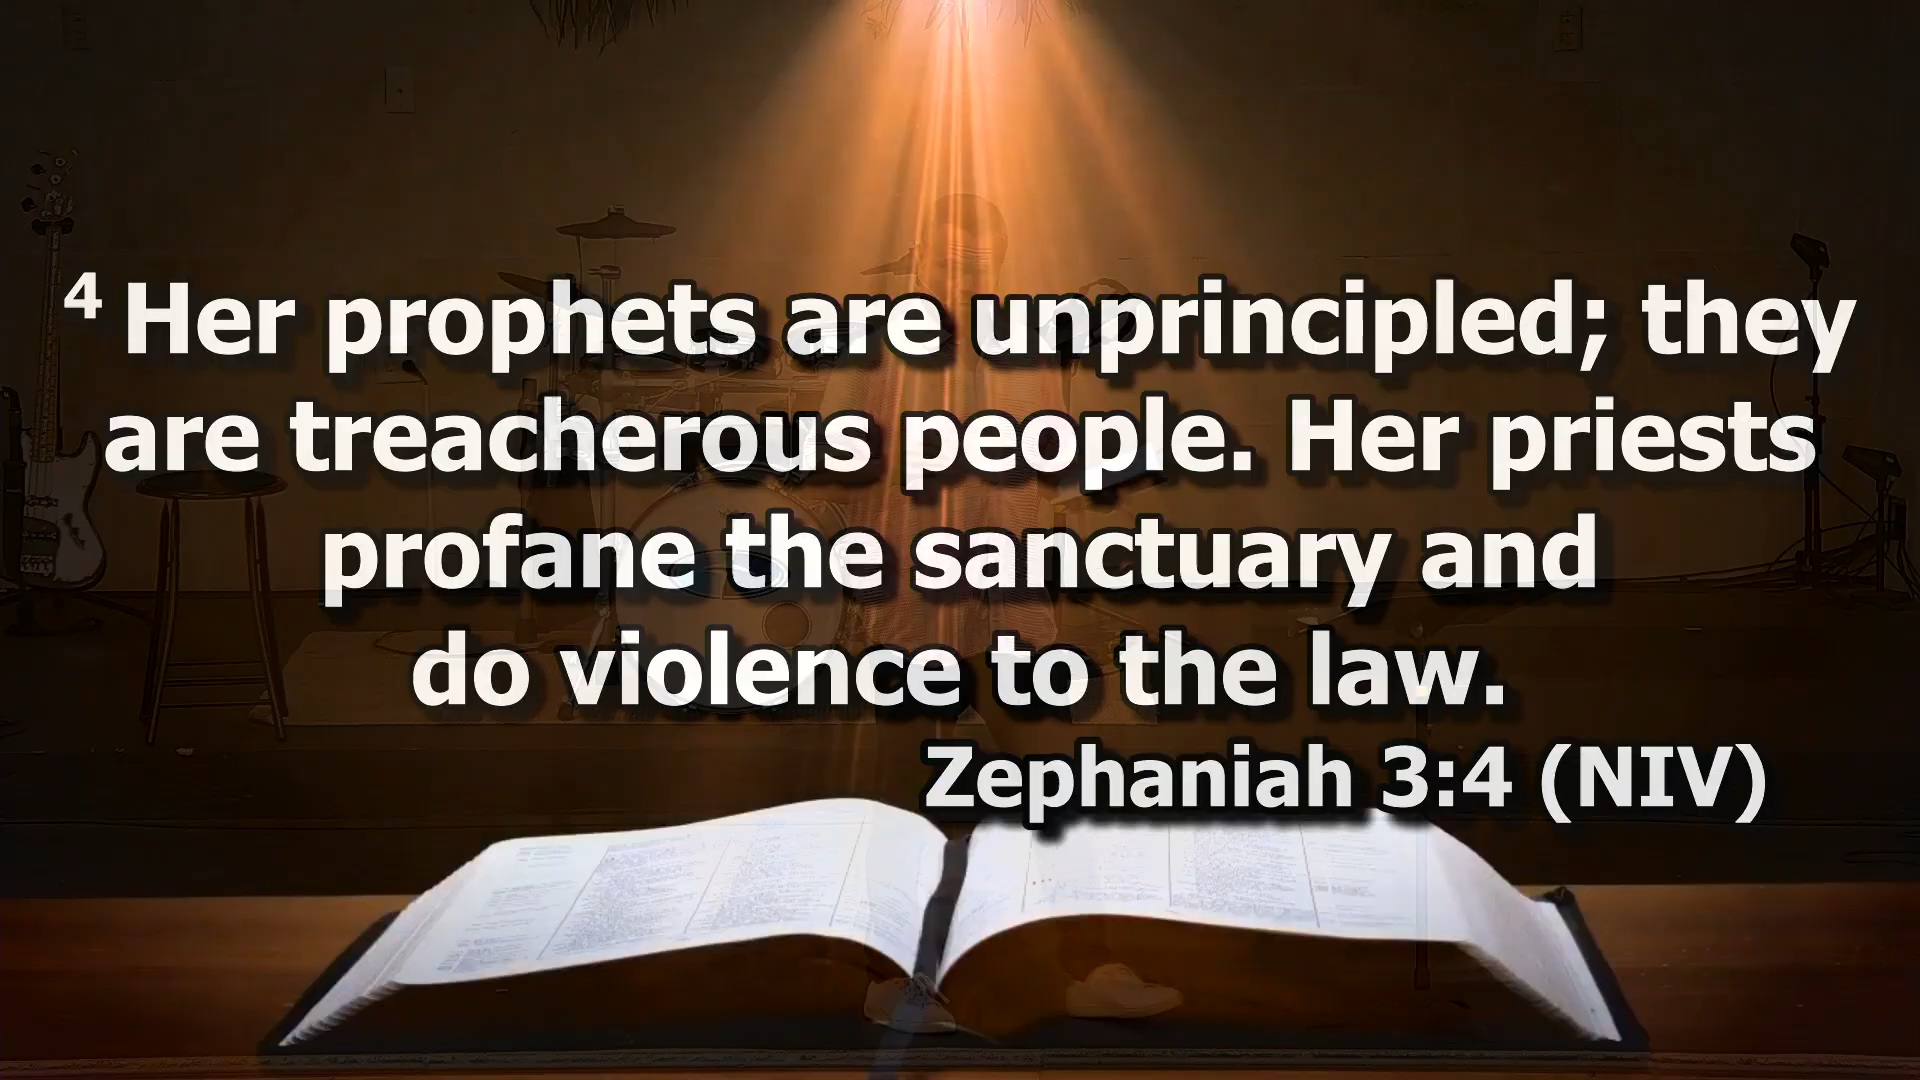 4 Her prophets are unprincipled; they
are treacherous people. Her priests
profane the sanctuary and
do violence to the law.
Zephaniah 3:4 (NIV)